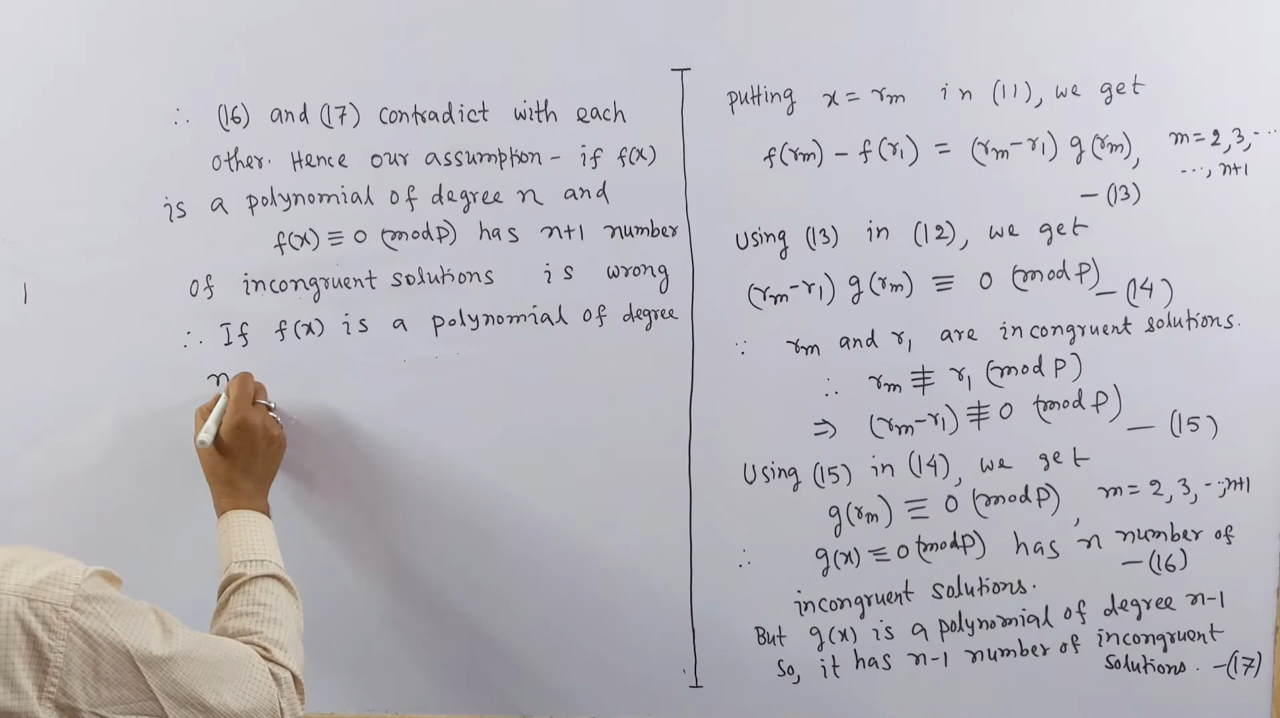 ∴ (16) and (17) contradict with each
other. Hence our assumption - if f(x)
is a polynomial of degree n and
f(x) ≡ 0 (mod p) has n+1 number
of incongruent solutions is wrong
∴ If f(x) is a polynomial of degree
n
putting x = rm in (11), we get
f(rm) - f(r1) = (rm-r1) g(rm), m = 2, 3, ...
..., n+1
- (13)
Using (13) in (12), we get
(rm-r1) g(rm) ≡ 0 (mod p) - (14)
∵ rm and r1 are incongruent solutions.
∴ rm ≢ r1 (mod p)
⇒ (rm-r1) ≢ 0 (mod p) - (15)
Using (15) in (14), we get
g(rm) ≡ 0 (mod p), m = 2, 3, ..., n+1
∴ g(x) ≡ 0 (mod p) has n number of
- (16)
incongruent solutions.
But g(x) is a polynomial of degree n-1
So, it has n-1 number of incongruent
solutions. - (17)